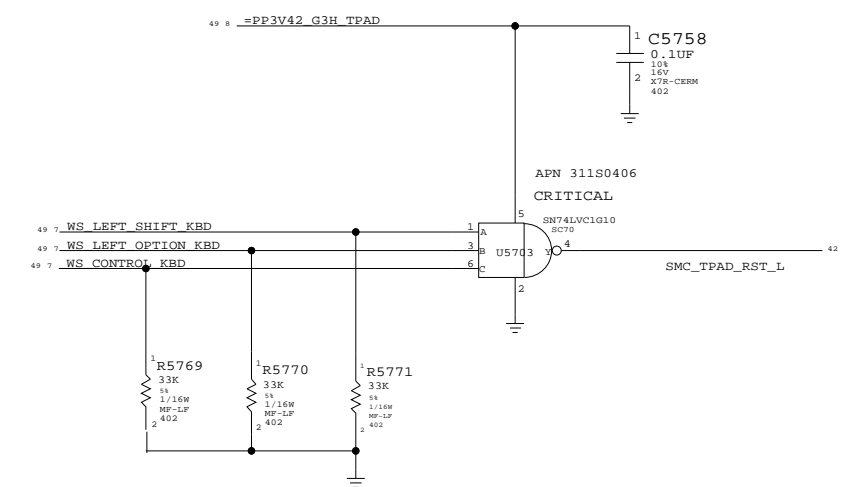 49 8 =PP3V42_G3H_TPAD
1 C5758
0.1UF
10%
16V
2 X7R-CERM
402
APN 311S0406
CRITICAL
5
SN74LVC1G10
SC70
49 7 WS_LEFT_SHIFT_KBD 1 A
49 7 WS_LEFT_OPTION_KBD 3 B U5703 Y 4 42
49 7 WS_CONTROL_KBD 6 C
SMC_TPAD_RST_L
2
1 R5769
33K
5%
1/16W
MF-LF
2 402
1 R5770
33K
5%
1/16W
MF-LF
2 402
1 R5771
33K
5%
1/16W
MF-LF
2 402